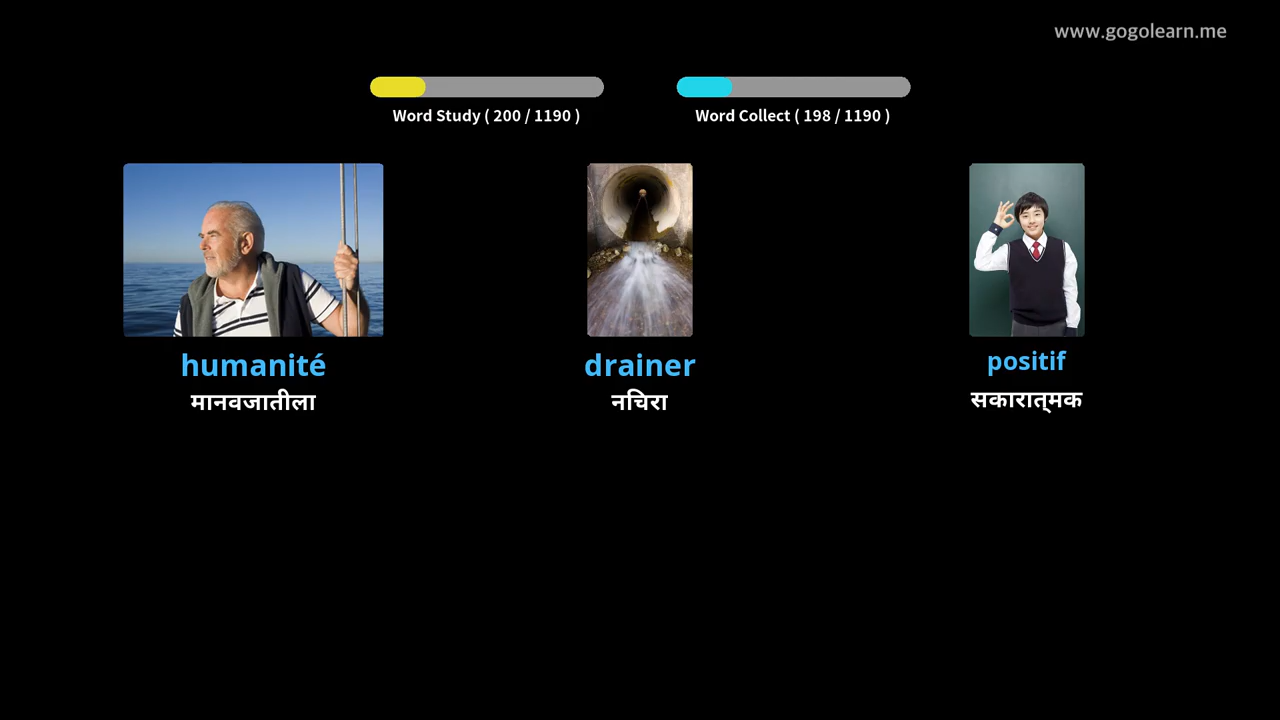 www.gogolearn.me
Word Study ( 200 / 1190 )
Word Collect ( 198 / 1190 )
humanité
मानवजातीला
drainer
नचिरा
positif
सकारात्मक